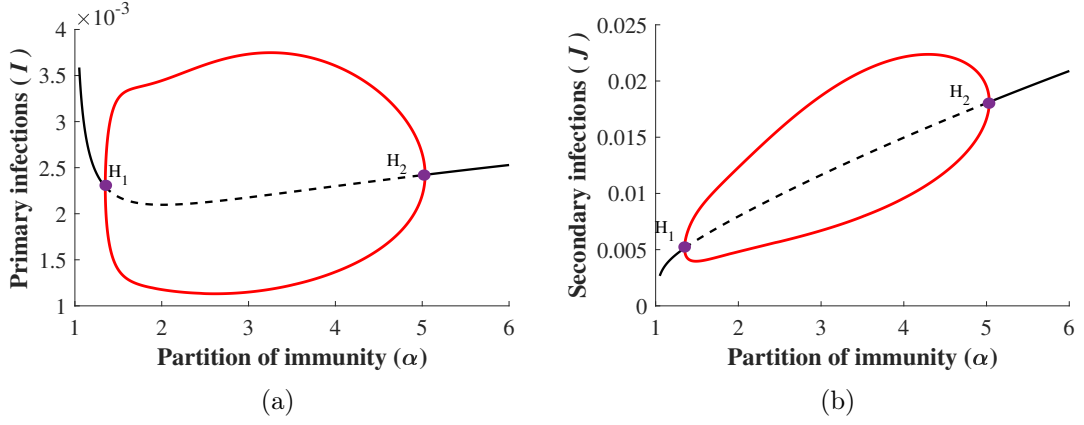 ×10⁻³
4
3.5
3
2.5
2
1.5
1
Primary infections (I)
H₁
H₂
1 2 3 4 5 6
Partition of immunity (α)
(a)
0.025
0.02
0.015
0.01
0.005
0
Secondary infections (J)
H₁
H₂
1 2 3 4 5 6
Partition of immunity (α)
(b)